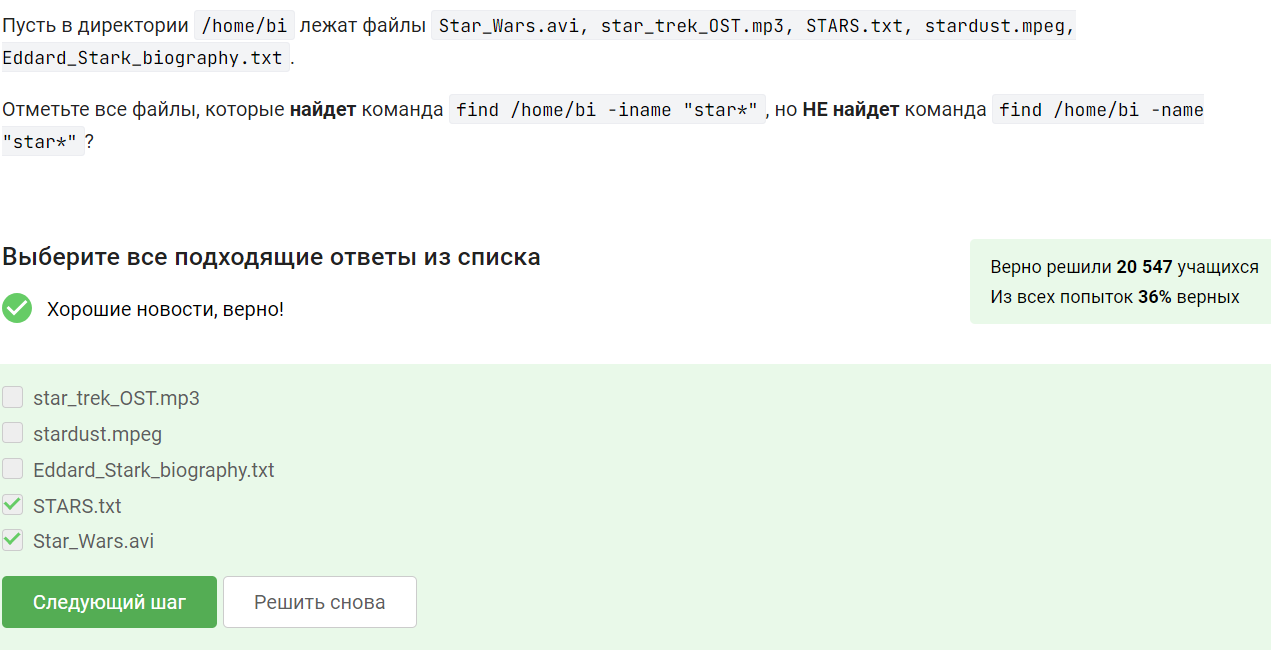 Пусть в директории /home/bi лежат файлы Star_Wars.avi, star_trek_OST.mp3, STARS.txt, stardust.mpeg,
Eddard_Stark_biography.txt.
Отметьте все файлы, которые найдет команда find /home/bi -iname "star*", но НЕ найдет команда find /home/bi -name
"star*"?
Выберите все подходящие ответы из списка
Верно решили 20 547 учащихся
Из всех попыток 36% верных
Хорошие новости, верно!
star_trek_OST.mp3
stardust.mpeg
Eddard_Stark_biography.txt
STARS.txt
Star_Wars.avi
Следующий шаг
Решить снова